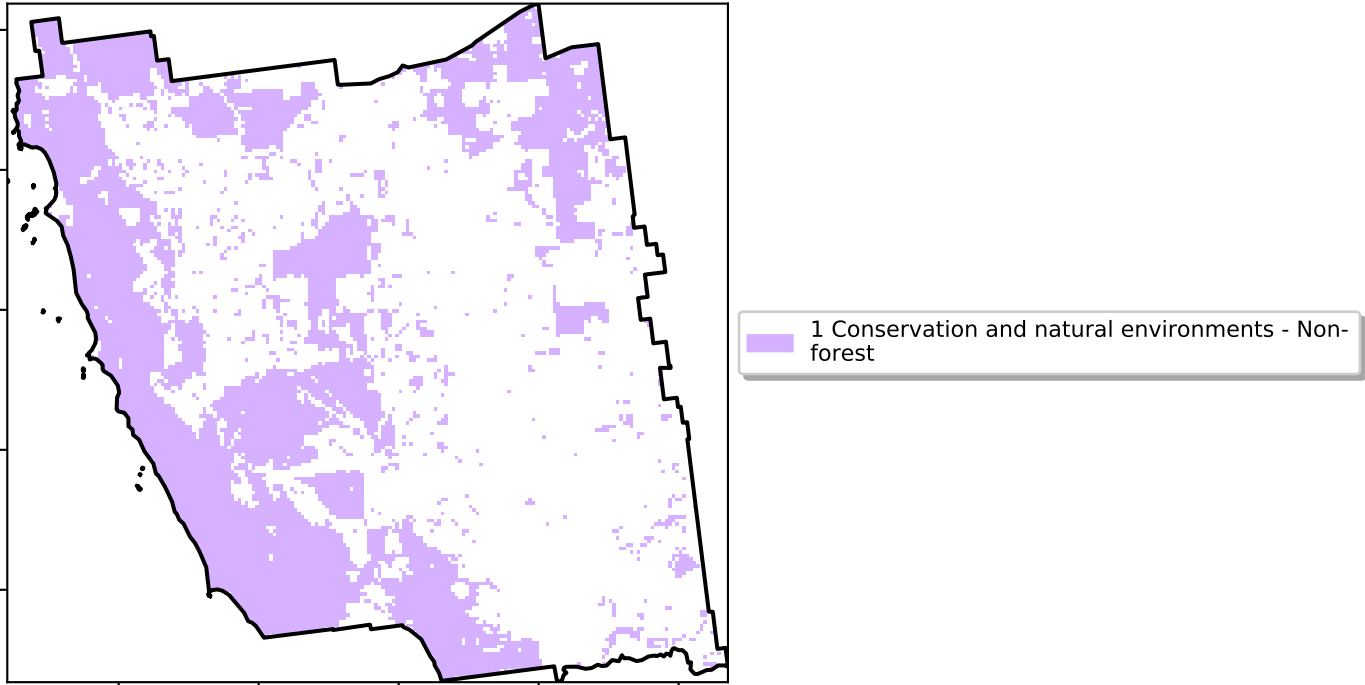 1 Conservation and natural environments - Non-
forest